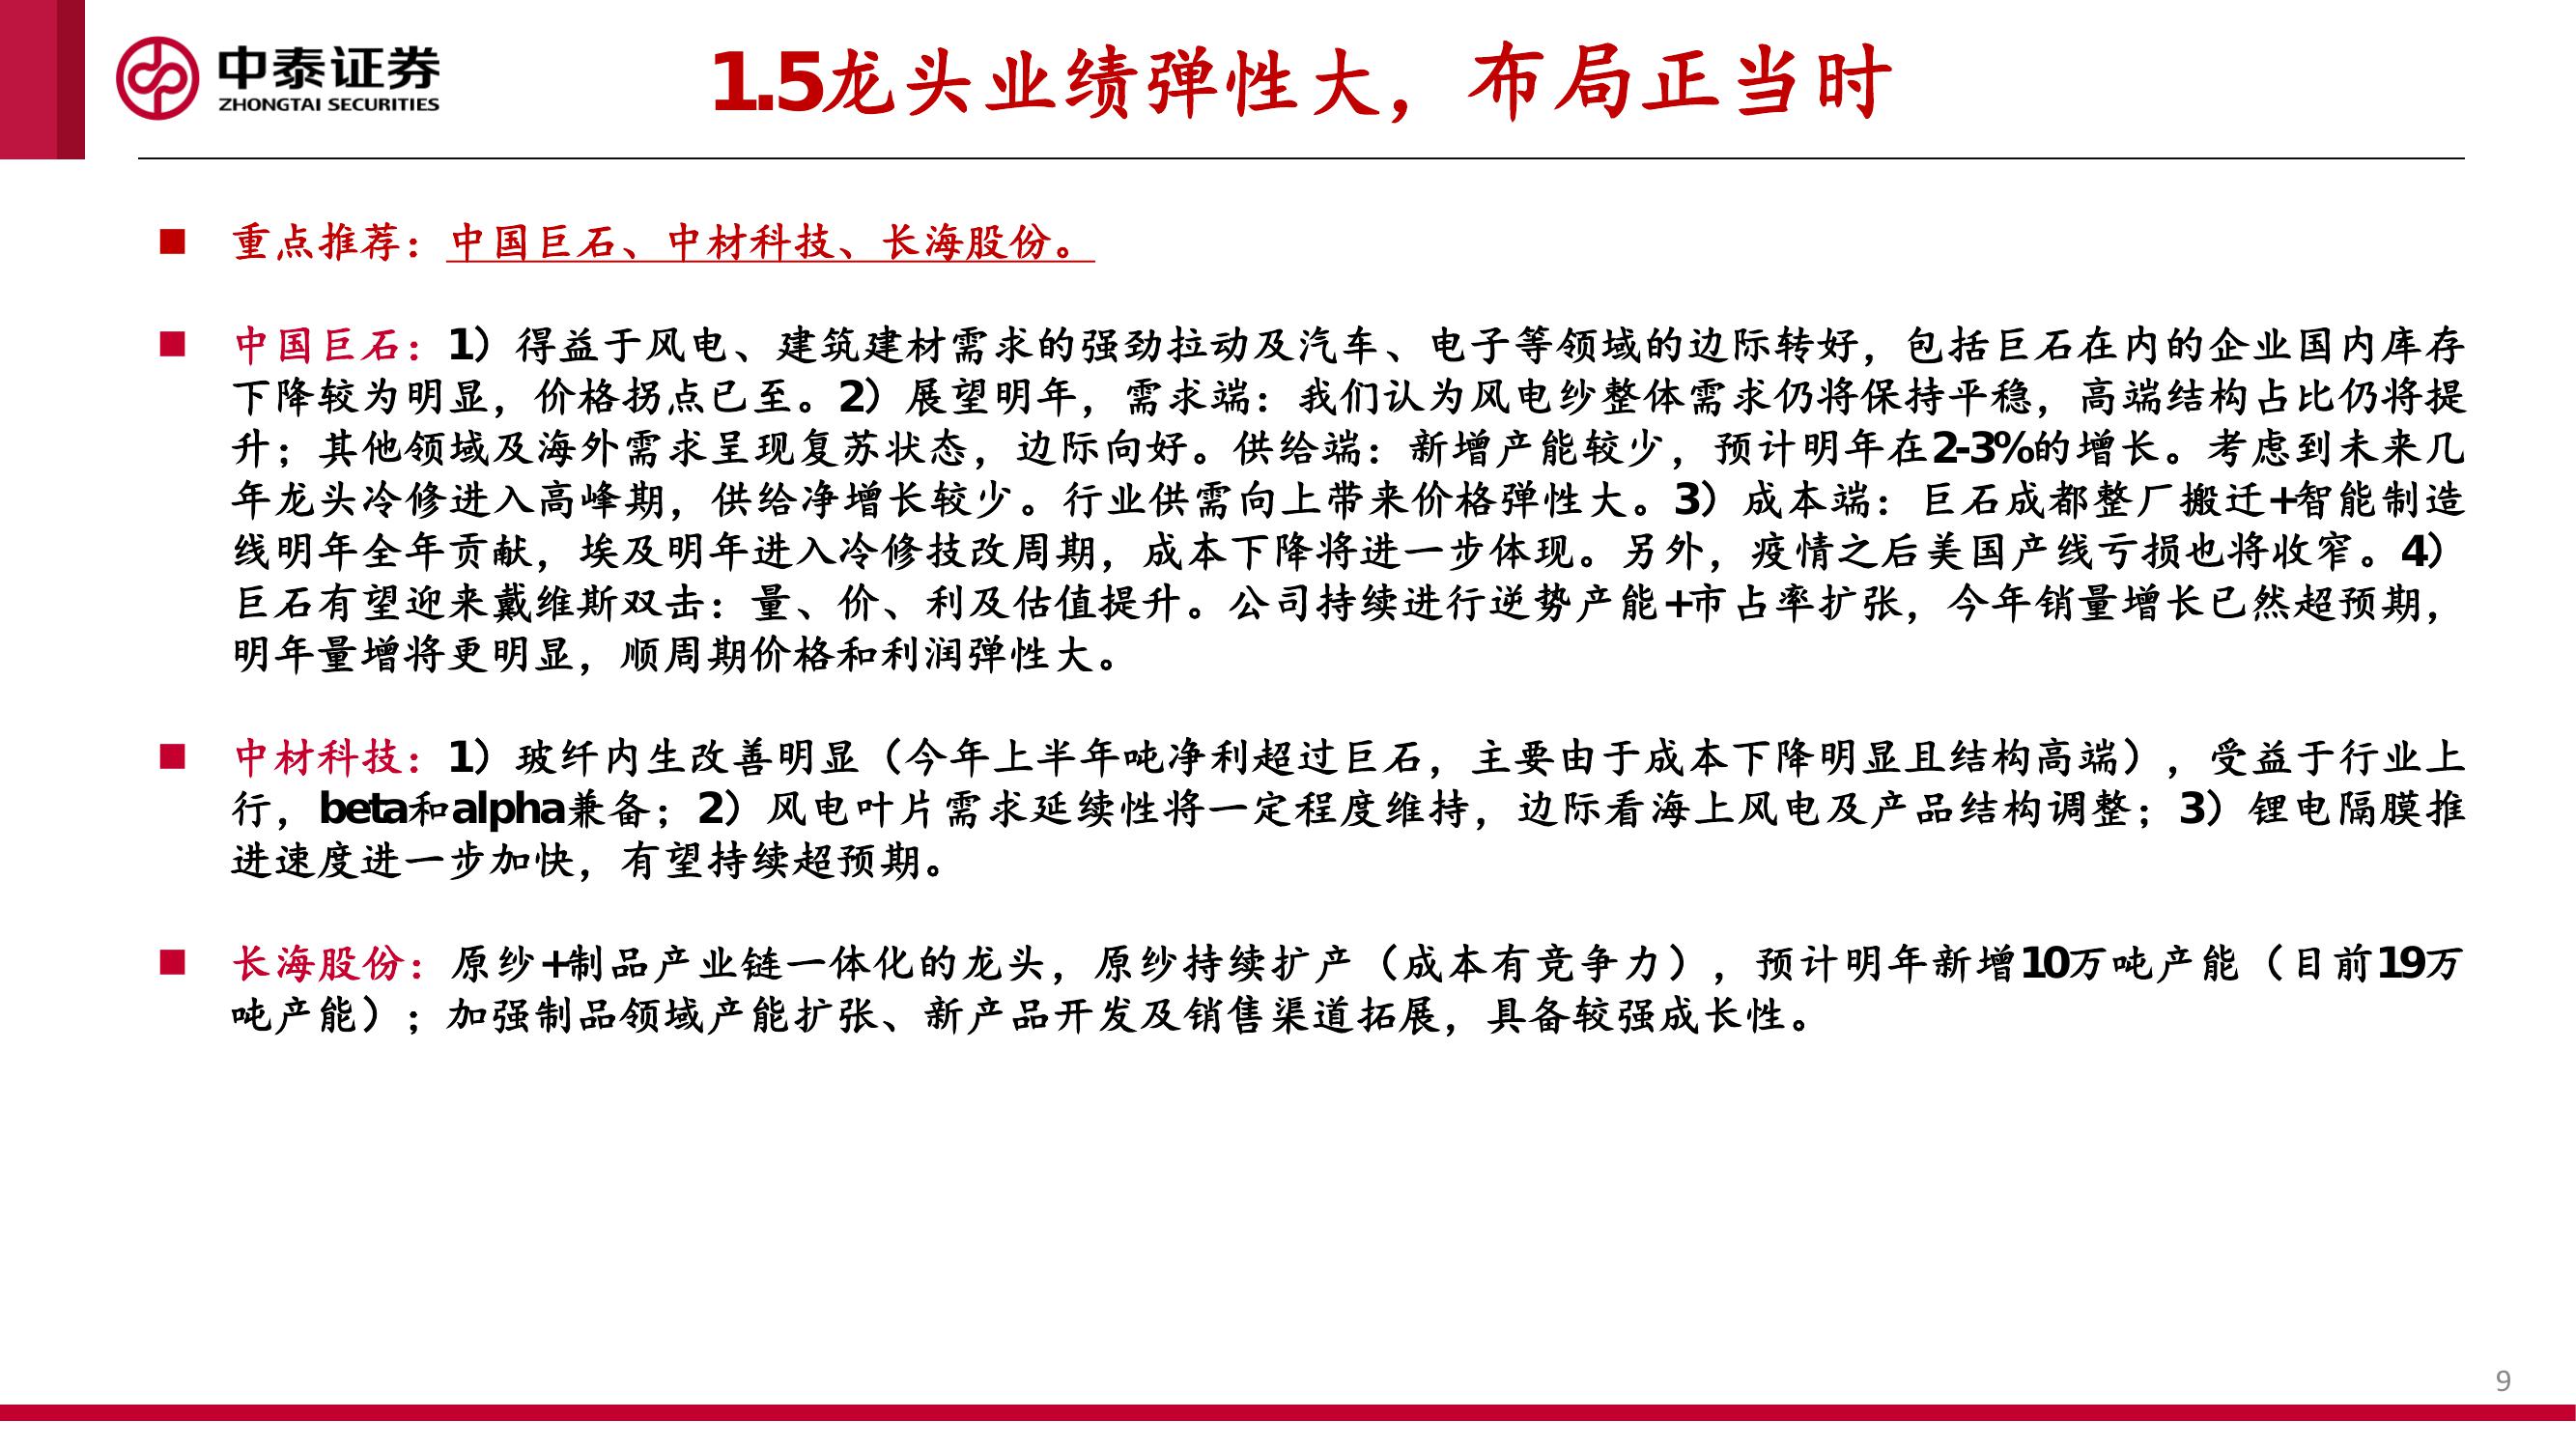 中泰证券
ZHONGTAI SECURITIES
1.5龙头业绩弹性大，布局正当时
■ 重点推荐：中国巨石、中材科技、长海股份。
■ 中国巨石：1）得益于风电、建筑建材需求的强劲拉动及汽车、电子等领域的边际转好，包括巨石在内的企业国内库存
下降较为明显，价格拐点已至。2）展望明年，需求端：我们认为风电纱整体需求仍将保持平稳，高端结构占比仍将提
升；其他领域及海外需求呈现复苏状态，边际向好。供给端：新增产能较少，预计明年在2-3%的增长。考虑到未来几
年龙头冷修进入高峰期，供给净增长较少。行业供需向上带来价格弹性大。3）成本端：巨石成都整厂搬迁+智能制造
线明年全年贡献，埃及明年进入冷修技改周期，成本下降将进一步体现。另外，疫情之后美国产线亏损也将收窄。4）
巨石有望迎来戴维斯双击：量、价、利及估值提升。公司持续进行逆势产能+市占率扩张，今年销量增长已然超预期，
明年量增将更明显，顺周期价格和利润弹性大。
■ 中材科技：1）玻纤内生改善明显（今年上半年吨净利超过巨石，主要由于成本下降明显且结构高端），受益于行业上
行，beta和alpha兼备；2）风电叶片需求延续性将一定程度维持，边际看海上风电及产品结构调整；3）锂电隔膜推
进速度进一步加快，有望持续超预期。
■ 长海股份：原纱+制品产业链一体化的龙头，原纱持续扩产（成本有竞争力），预计明年新增10万吨产能（目前19万
吨产能）；加强制品领域产能扩张、新产品开发及销售渠道拓展，具备较强成长性。
9